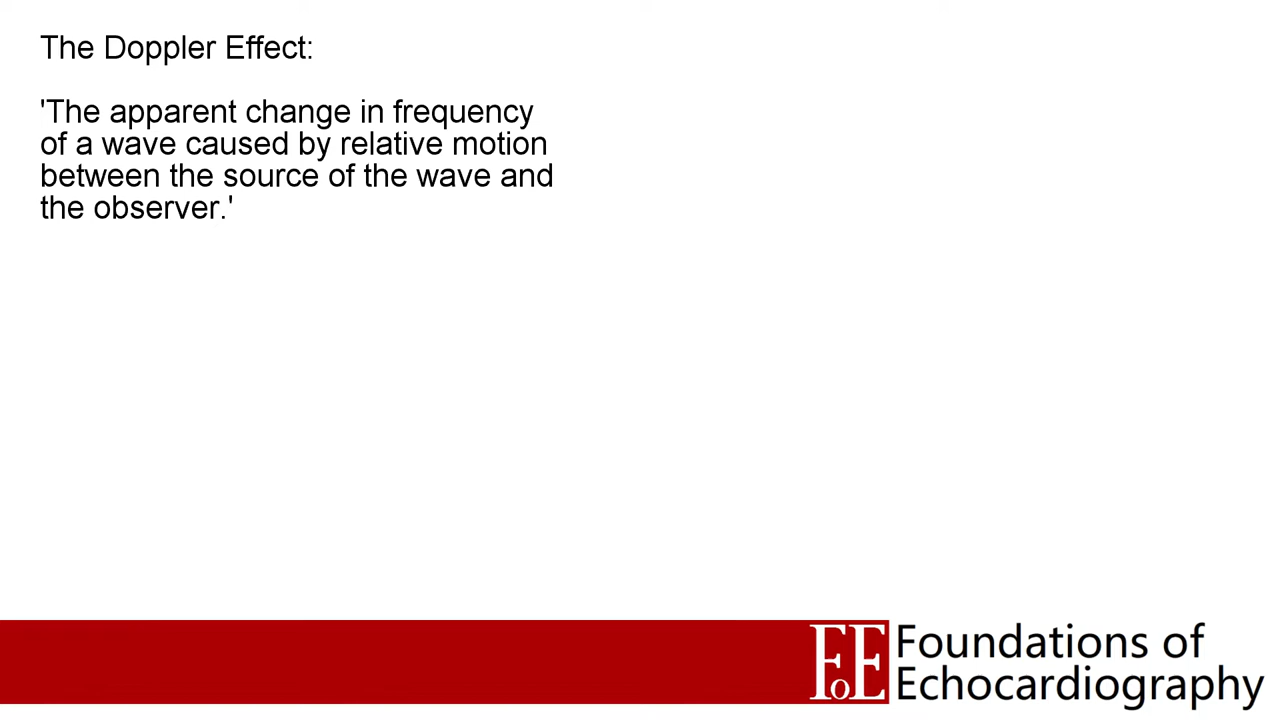 The Doppler Effect:
'The apparent change in frequency
of a wave caused by relative motion
between the source of the wave and
the observer.'
FoE
Foundations of
Echocardiography